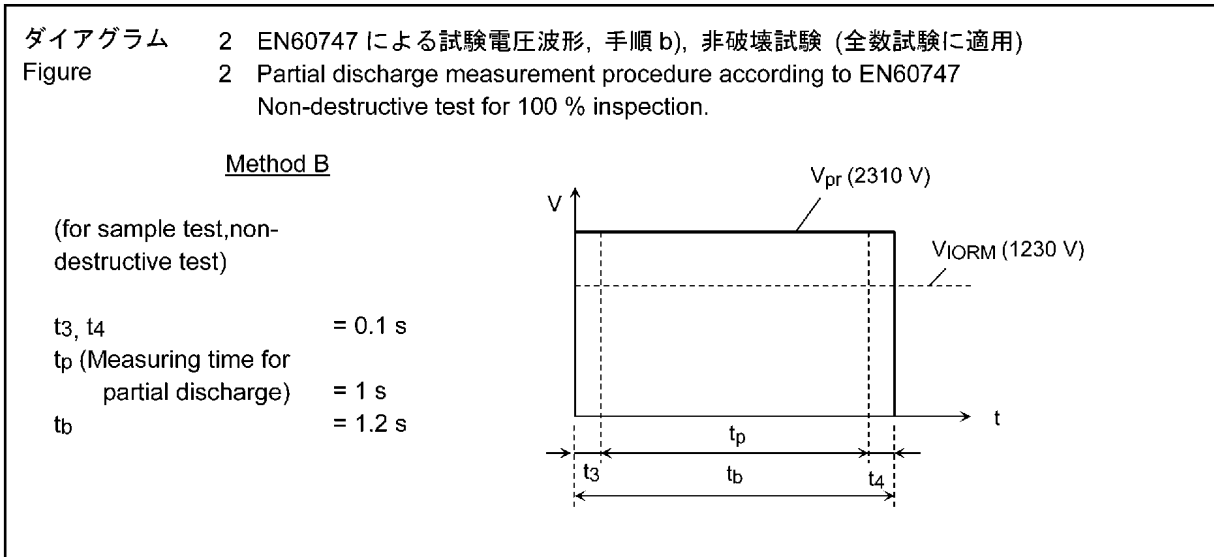 ダイアグラム 2 EN60747 による試験電圧波形, 手順 b), 非破壊試験 (全数試験に適用)
Figure 2 Partial discharge measurement procedure according to EN60747
Non-destructive test for 100 % inspection.
Method B
(for sample test,non-
destructive test)
t3, t4 = 0.1 s
tp (Measuring time for
partial discharge) = 1 s
tb = 1.2 s
Vpr (2310 V)
V
VIORM (1230 V)
t
tp
t3 tb t4